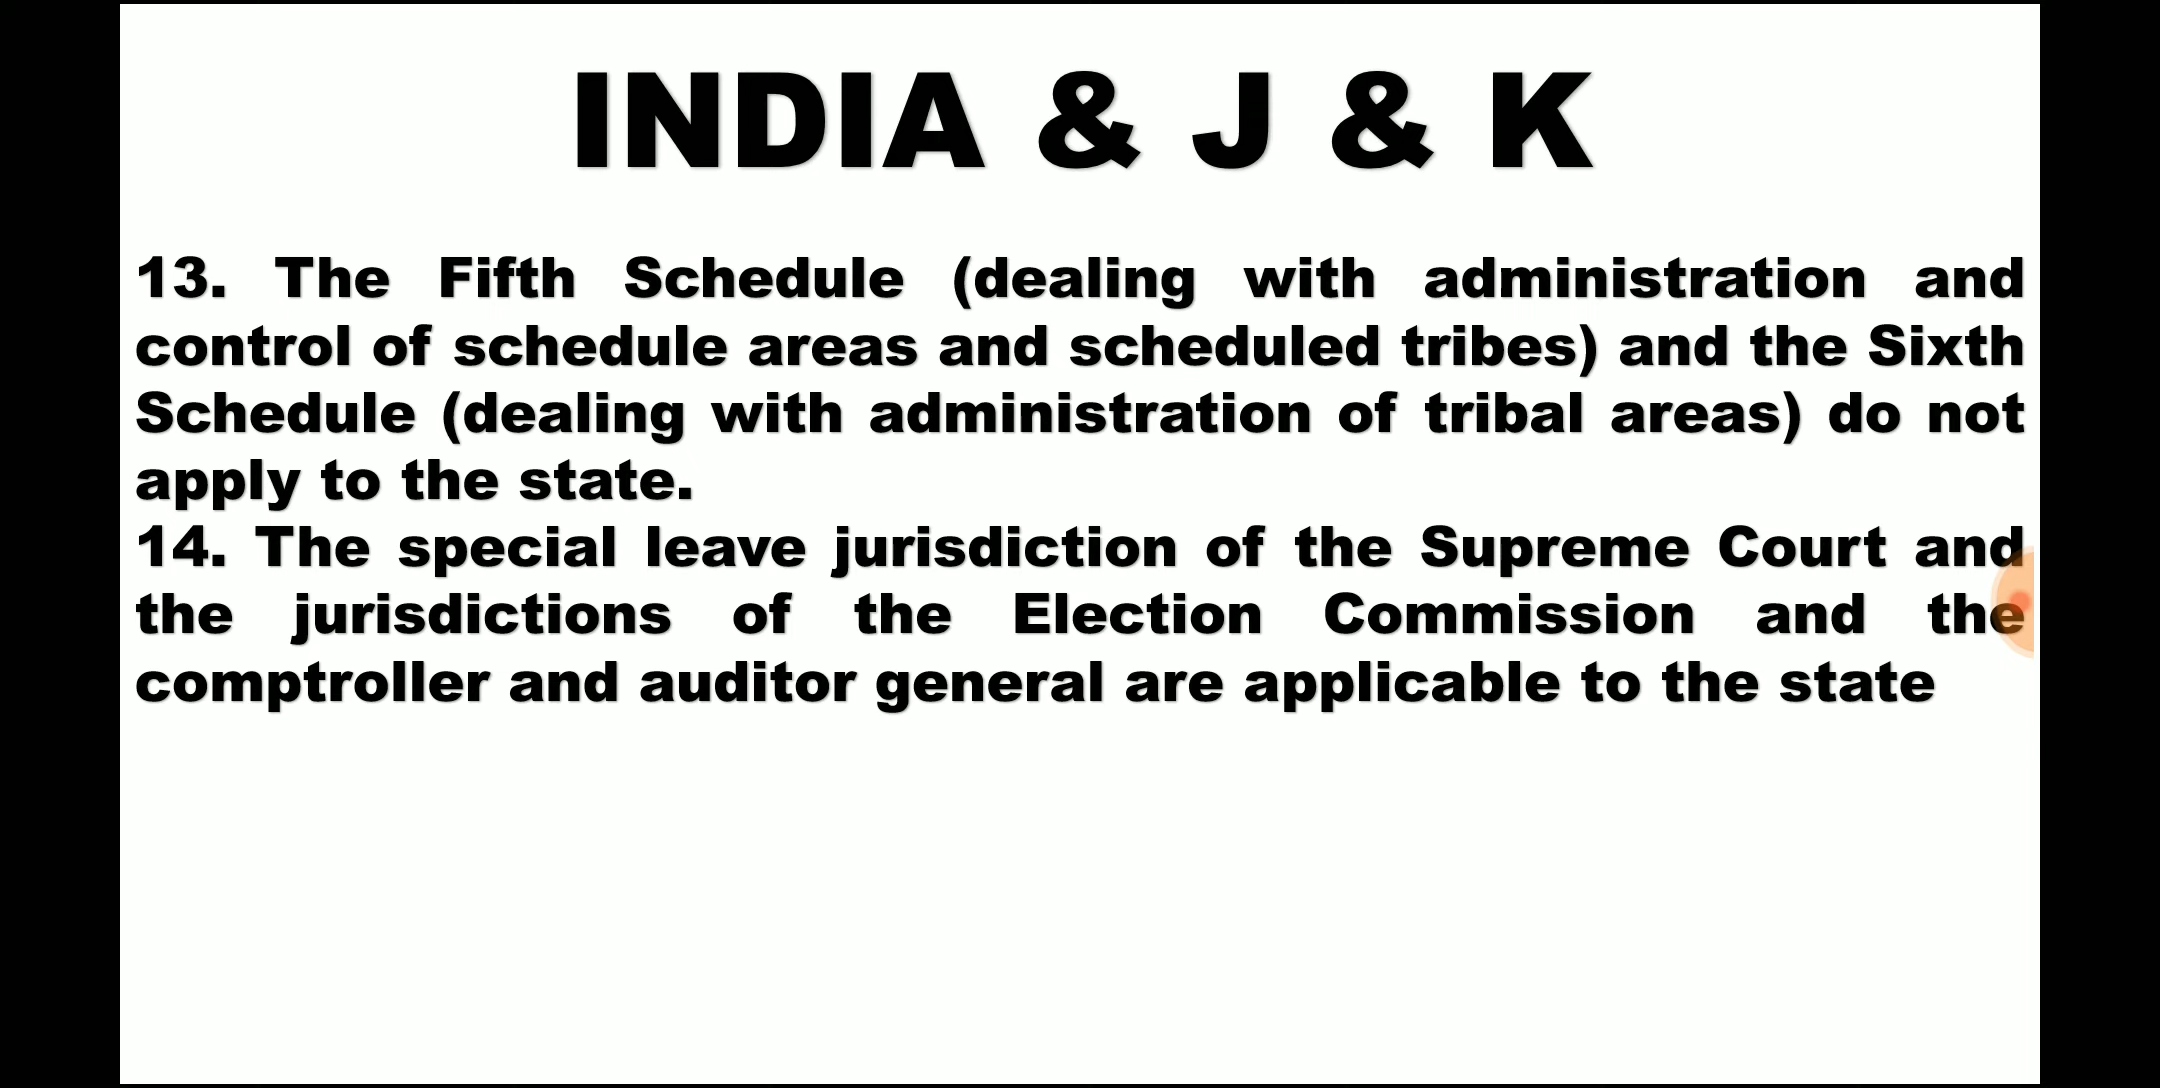 INDIA & J & K
13. The Fifth Schedule (dealing with administration and
control of schedule areas and scheduled tribes) and the Sixth
Schedule (dealing with administration of tribal areas) do not
apply to the state.
14. The special leave jurisdiction of the Supreme Court and
the jurisdictions of the Election Commission and the
comptroller and auditor general are applicable to the state